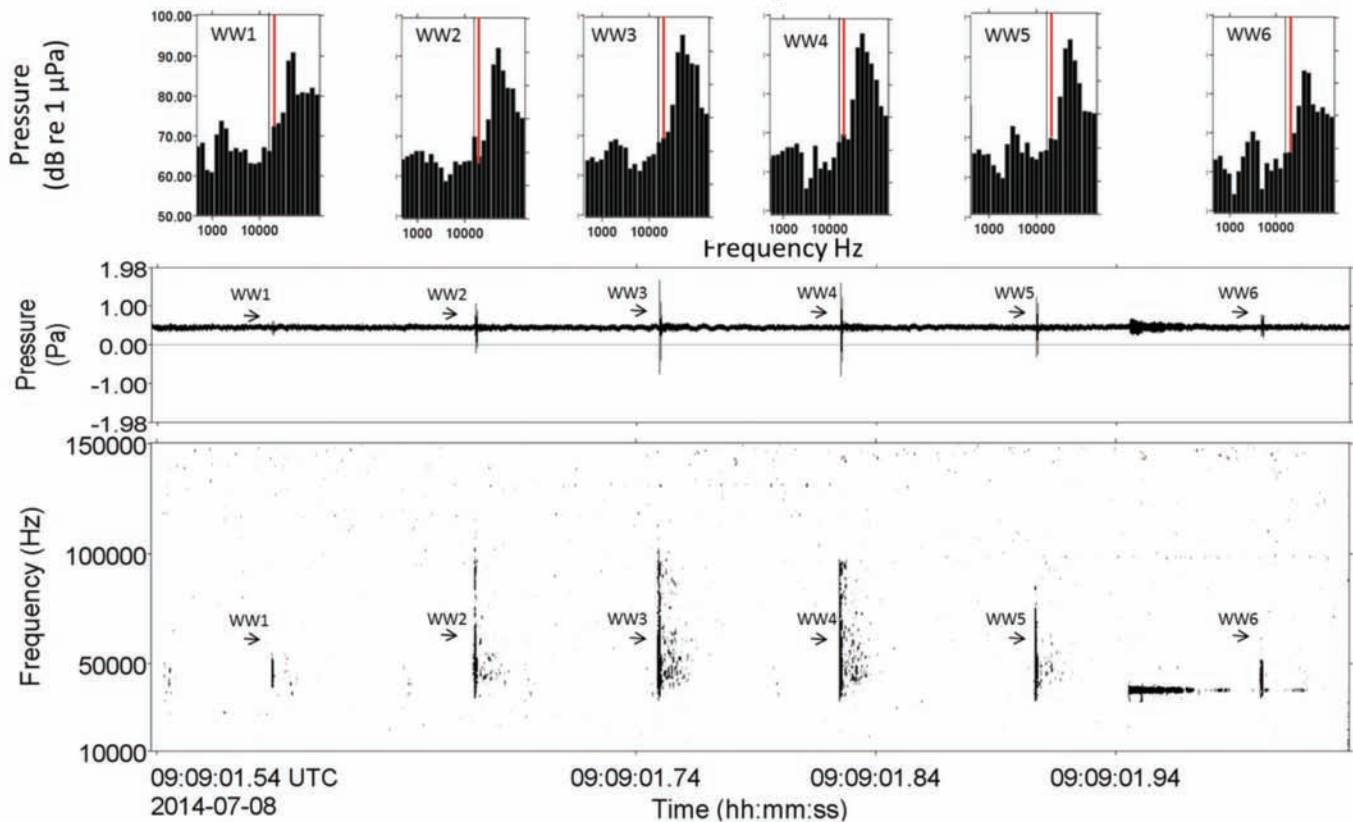 Pressure
(dB re 1 µPa)
100.00
90.00
80.00
70.00
60.00
50.00
WW1
WW2
WW3
WW4
WW5
WW6
1000 10000
1000 10000
1000 10000
1000 10000
1000 10000
1000 10000
Frequency Hz
Pressure
(Pa)
1.98
1.00
0.00
-1.00
-1.98
WW1
WW2
WW3
WW4
WW5
WW6
Frequency (Hz)
150000
100000
50000
10000
WW1
WW2
WW3
WW4
WW5
WW6
09:09:01.54 UTC 09:09:01.74 09:09:01.84 09:09:01.94
2014-07-08 Time (hh:mm:ss)